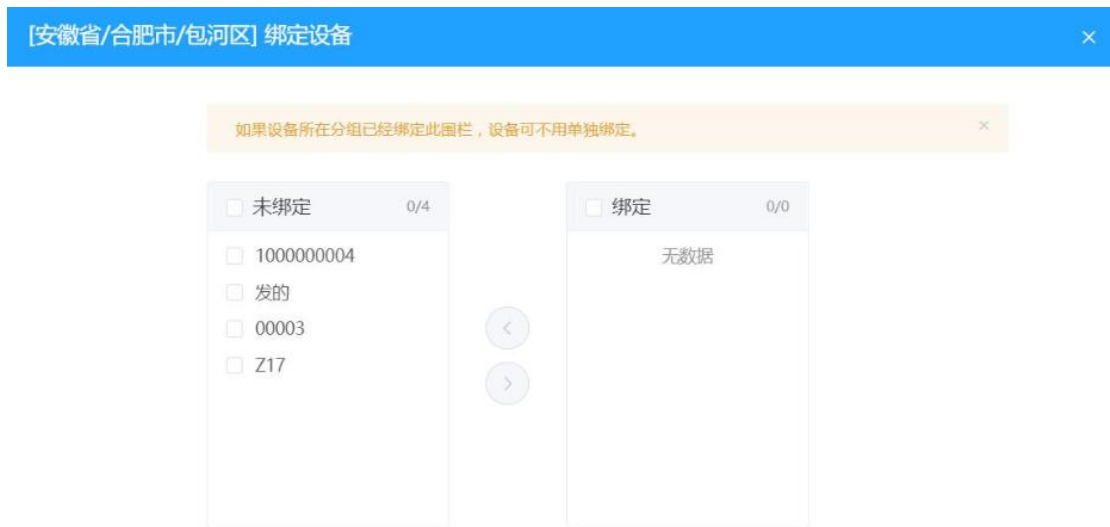 [安徽省/合肥市/包河区] 绑定设备
如果设备所在分组已经绑定此围栏，设备可不用单独绑定。
未绑定 0/4
绑定 0/0
1000000004
无数据
发的
00003
Z17